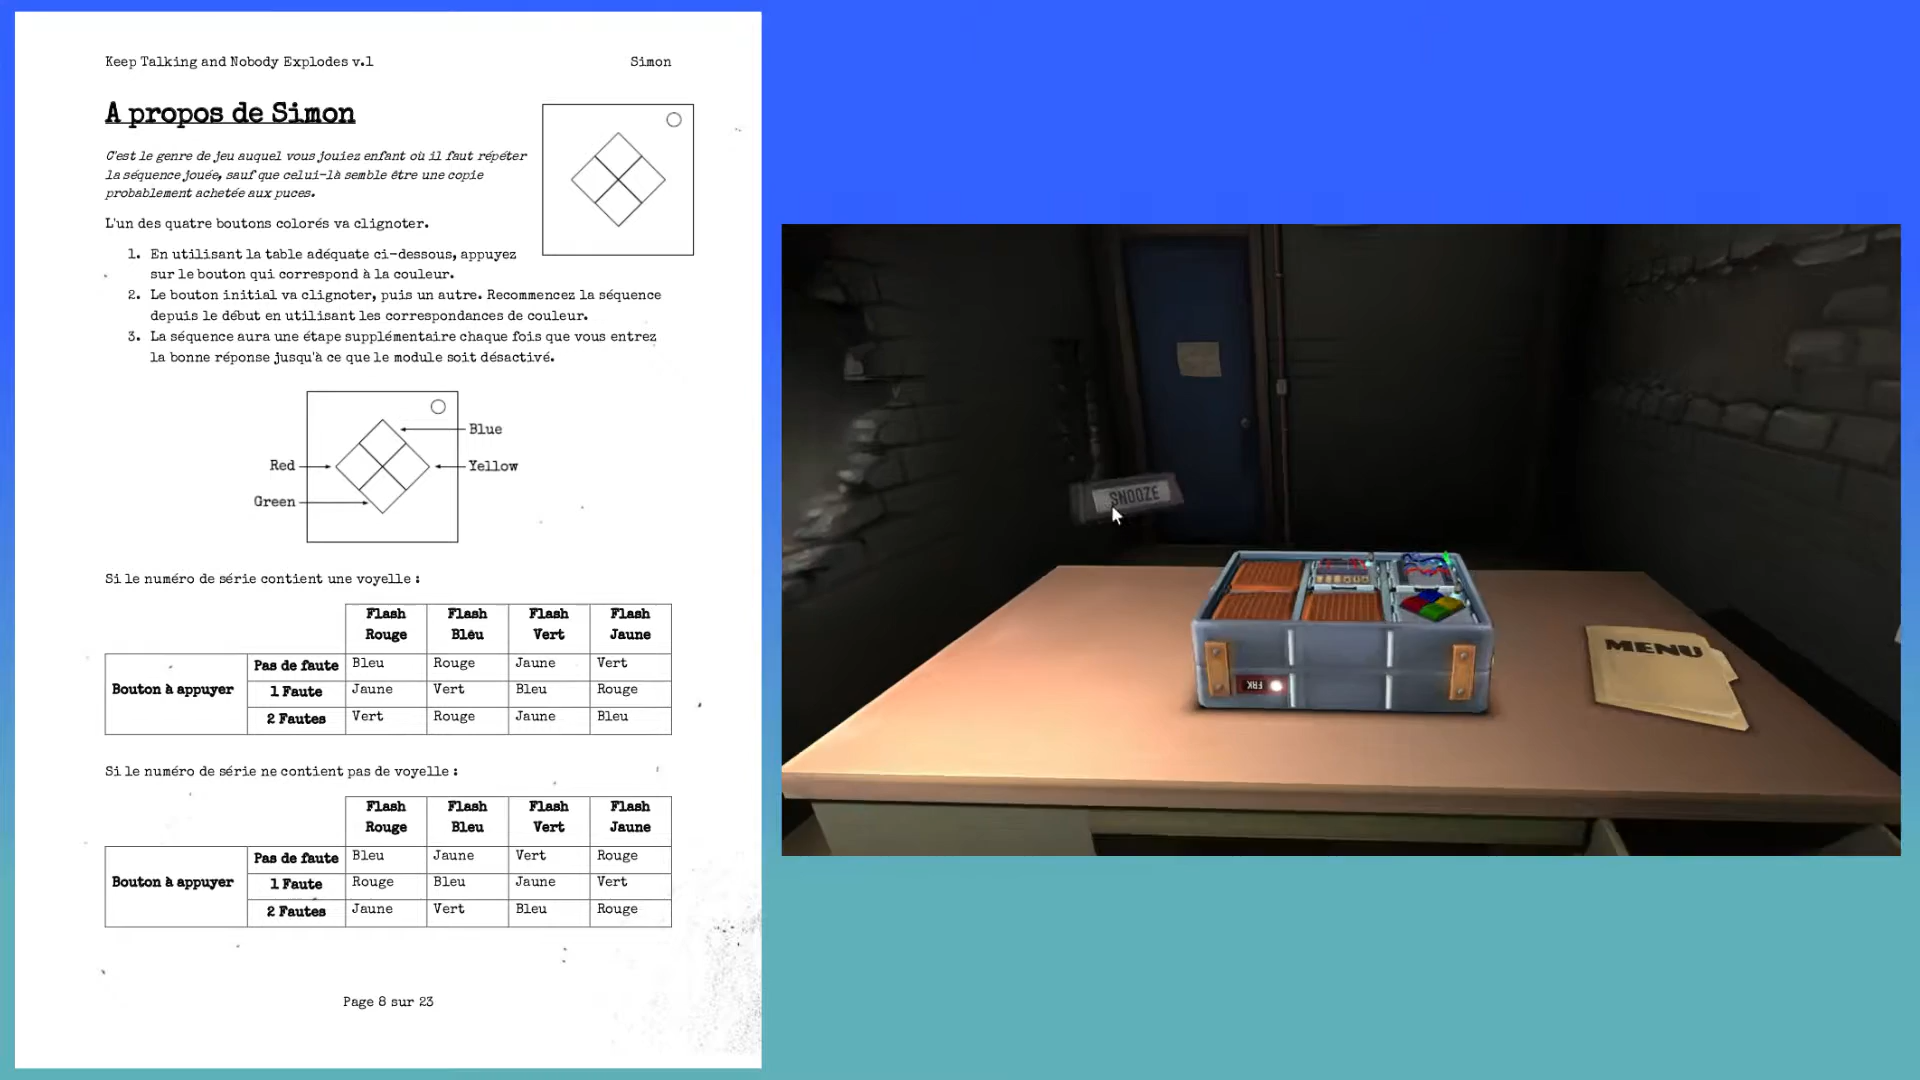 Keep Talking and Nobody Explodes v.1
Simon
A propos de Simon
C'est le genre de jeu auquel vous jouiez enfant où il faut répéter
la séquence jouée, sauf que celui-là semble être une copie
probablement achetée aux puces.
L'un des quatre boutons colorés va clignoter.
1. En utilisant la table adéquate ci-dessous, appuyez
sur le bouton qui correspond à la couleur.
2. Le bouton initial va clignoter, puis un autre. Recommencez la séquence
depuis le début en utilisant les correspondances de couleur.
3. La séquence aura une étape supplémentaire chaque fois que vous entrez
la bonne réponse jusqu'à ce que le module soit désactivé.
Blue
Red
Yellow
Green
Si le numéro de série contient une voyelle :
Flash Rouge
Flash Bleu
Flash Vert
Flash Jaune
Bouton à appuyer
Pas de faute Bleu Rouge Jaune Vert
1 Faute Jaune Vert Bleu Rouge
2 Fautes Vert Rouge Jaune Bleu
Si le numéro de série ne contient pas de voyelle :
Flash Rouge
Flash Bleu
Flash Vert
Flash Jaune
Bouton à appuyer
Pas de faute Bleu Jaune Vert Rouge
1 Faute Rouge Bleu Jaune Vert
2 Fautes Jaune Vert Bleu Rouge
Page 8 sur 23
SNOOZE
FRK
MENU